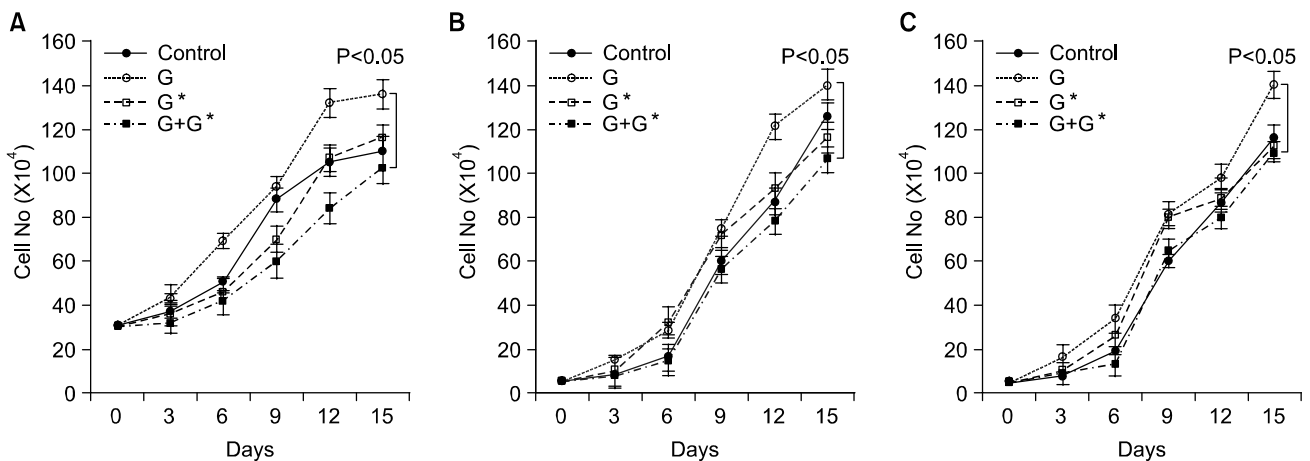 A
160
140
120
100
80
60
40
20
0
Cell No (X10⁴)
Control
G
G*
G+G*
P<0.05
0 3 6 9 12 15
Days
B
160
140
120
100
80
60
40
20
0
Cell No (X10⁴)
Control
G
G*
G+G*
P<0.05
0 3 6 9 12 15
Days
C
160
140
120
100
80
60
40
20
0
Cell No (X10⁴)
Control
G
G*
G+G*
P<0.05
0 3 6 9 12 15
Days